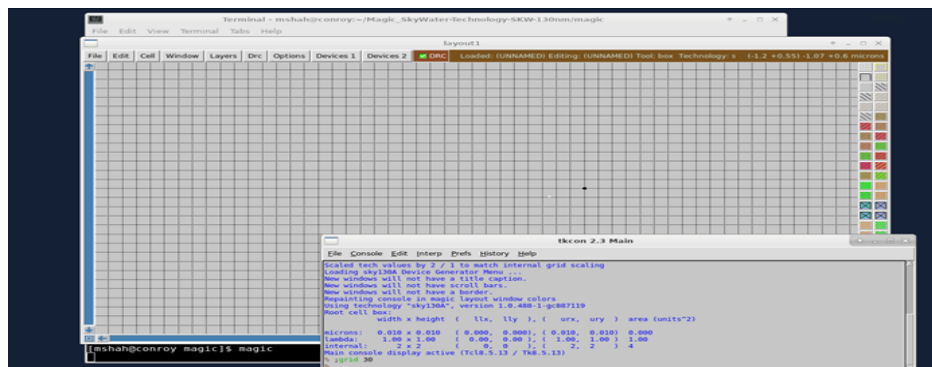 Terminal - mshah@conroy:~/Magic_SkyWater-Technology-SKW-130nm/magic
File Edit View Terminal Tabs Help
layout1
File Edit Cell Window Layers Drc Options Devices 1 Devices 2 DRC Loaded: (UNNAMED) Editing: (UNNAMED) Tool: box Technology: s (-1.2 +0.55) -1.07 +0.6 microns
tkcon 2.3 Main
File Console Edit Interp Prefs History Help
Scaled tech values by 2 / 1 to match internal grid scaling
Loading sky130A Device Generator Menu ...
New windows will not have a title caption.
New windows will not have scroll bars.
New windows will not have a border.
Repainting console in magic layout window colors
Using technology "sky130A", version 1.0.488-1-gc887119
Root cell box:
width x height ( llx, lly ), ( urx, ury ) area (units^2)
microns: 0.010 x 0.010 ( 0.000, 0.000), ( 0.010, 0.010) 0.000
lambda: 1.00 x 1.00 ( 0.00, 0.00 ), ( 1.00, 1.00 ) 1.00
internal: 2 x 2 ( 0, 0 ), ( 2, 2 ) 4
Main console display active (Tcl8.5.13 / Tk8.5.13)
% ;grid 30
[mshah@conroy magic]$ magic